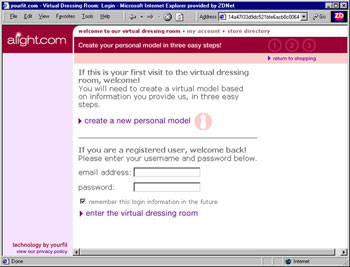 yourfit.com - Virtual Dressing Room: Login - Microsoft Internet Explorer provided by ZDNet
File Edit View Favorites Tools Help
Address
alight.com
welcome to our virtual dressing room • my account • store directory
Create your personal model in three easy steps!
1 2 3
return to shopping
If this is your first visit to the virtual dressing
room, welcome!
You will need to create a virtual model based
on information you provide us, in three easy
steps.
create a new personal model
If you are a registered user, welcome back!
Please enter your username and password below.
email address:
password:
remember this login information in the future
enter the virtual dressing room
technology by yourfit
view our privacy policy
Done
Internet